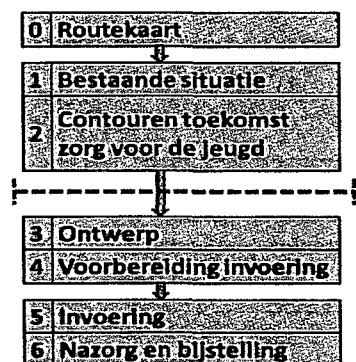 0 Routekaart
1 Bestaande situatie
2 Contouren toekomst
zorg voor de jeugd
3 Ontwerp
4 Voorbereiding invoering
5 Invoering
6 Nazorg en bijstelling